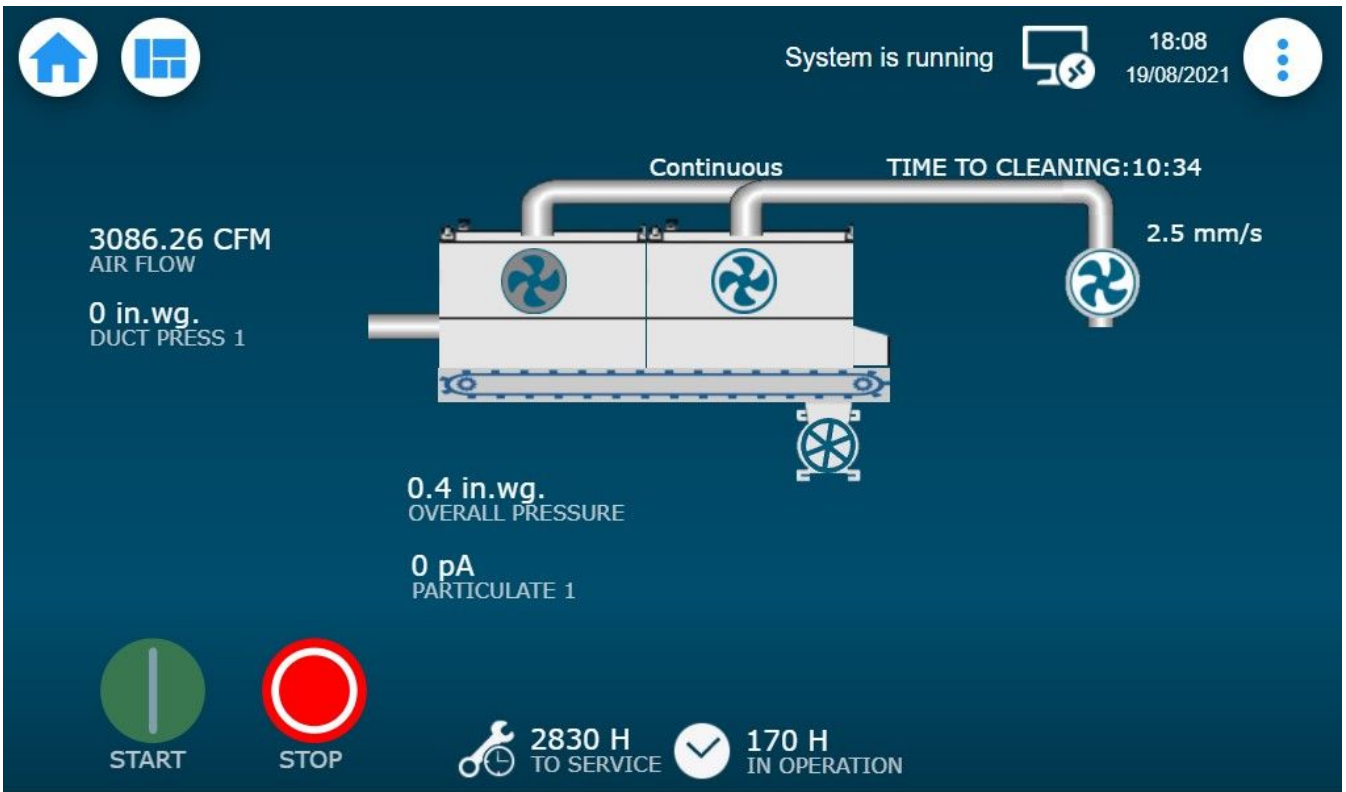 System is running
18:08
19/08/2021
Continuous
TIME TO CLEANING:10:34
3086.26 CFM
AIR FLOW
2.5 mm/s
0 in.wg.
DUCT PRESS 1
0.4 in.wg.
OVERALL PRESSURE
0 pA
PARTICULATE 1
START
STOP
2830 H
TO SERVICE
170 H
IN OPERATION